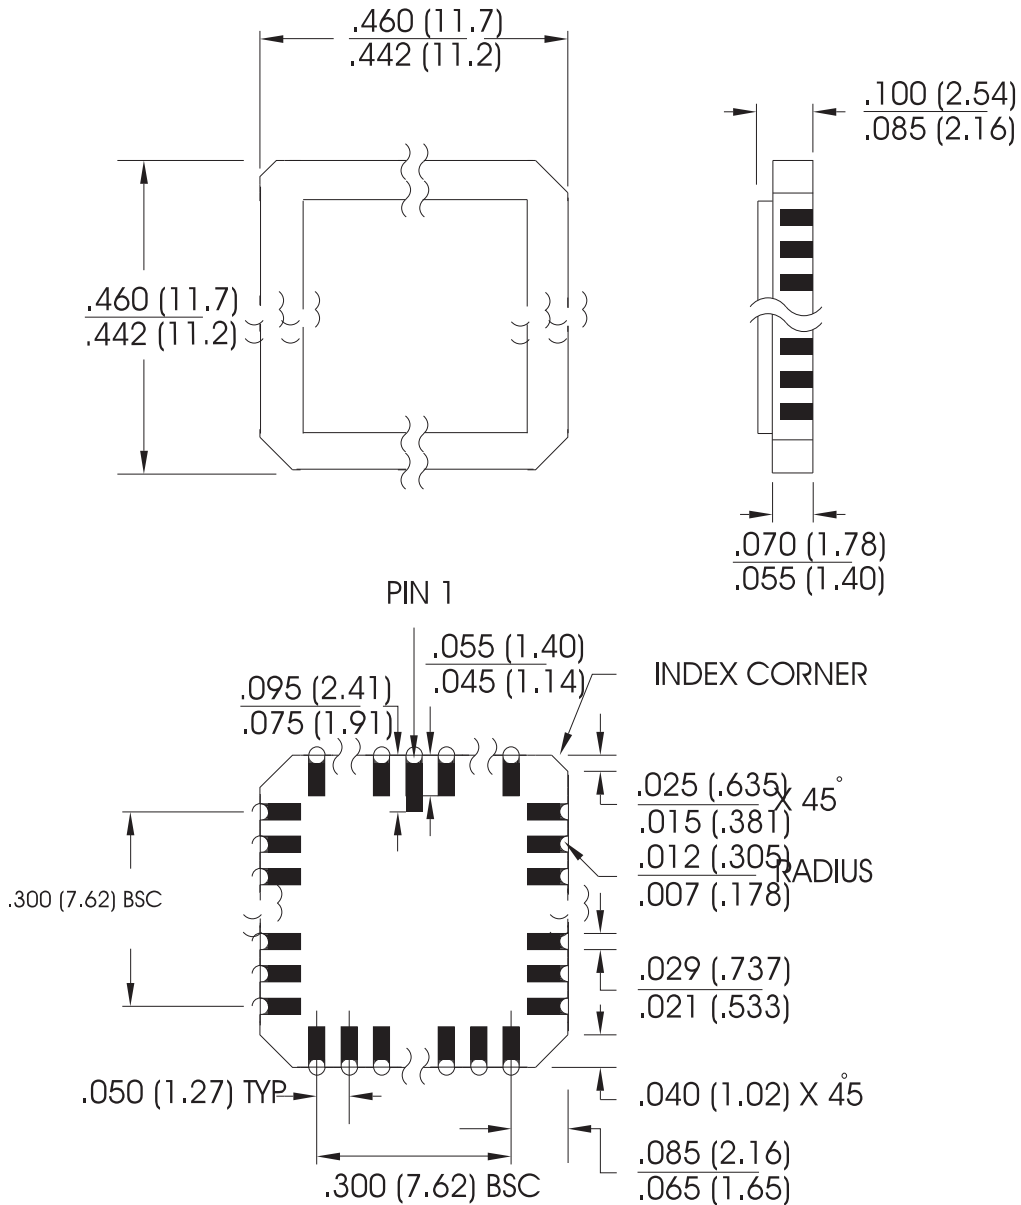 .460 (11.7)
.442 (11.2)
.100 (2.54)
.085 (2.16)
.460 (11.7)
.442 (11.2)
.070 (1.78)
.055 (1.40)
PIN 1
.055 (1.40)
.045 (1.14)
INDEX CORNER
.095 (2.41)
.075 (1.91)
.025 (.635)
.015 (.381)
X 45°
.012 (.305)
.007 (.178)
RADIUS
.300 (7.62) BSC
.029 (.737)
.021 (.533)
.050 (1.27) TYP
.040 (1.02) X 45°
.085 (2.16)
.065 (1.65)
.300 (7.62) BSC